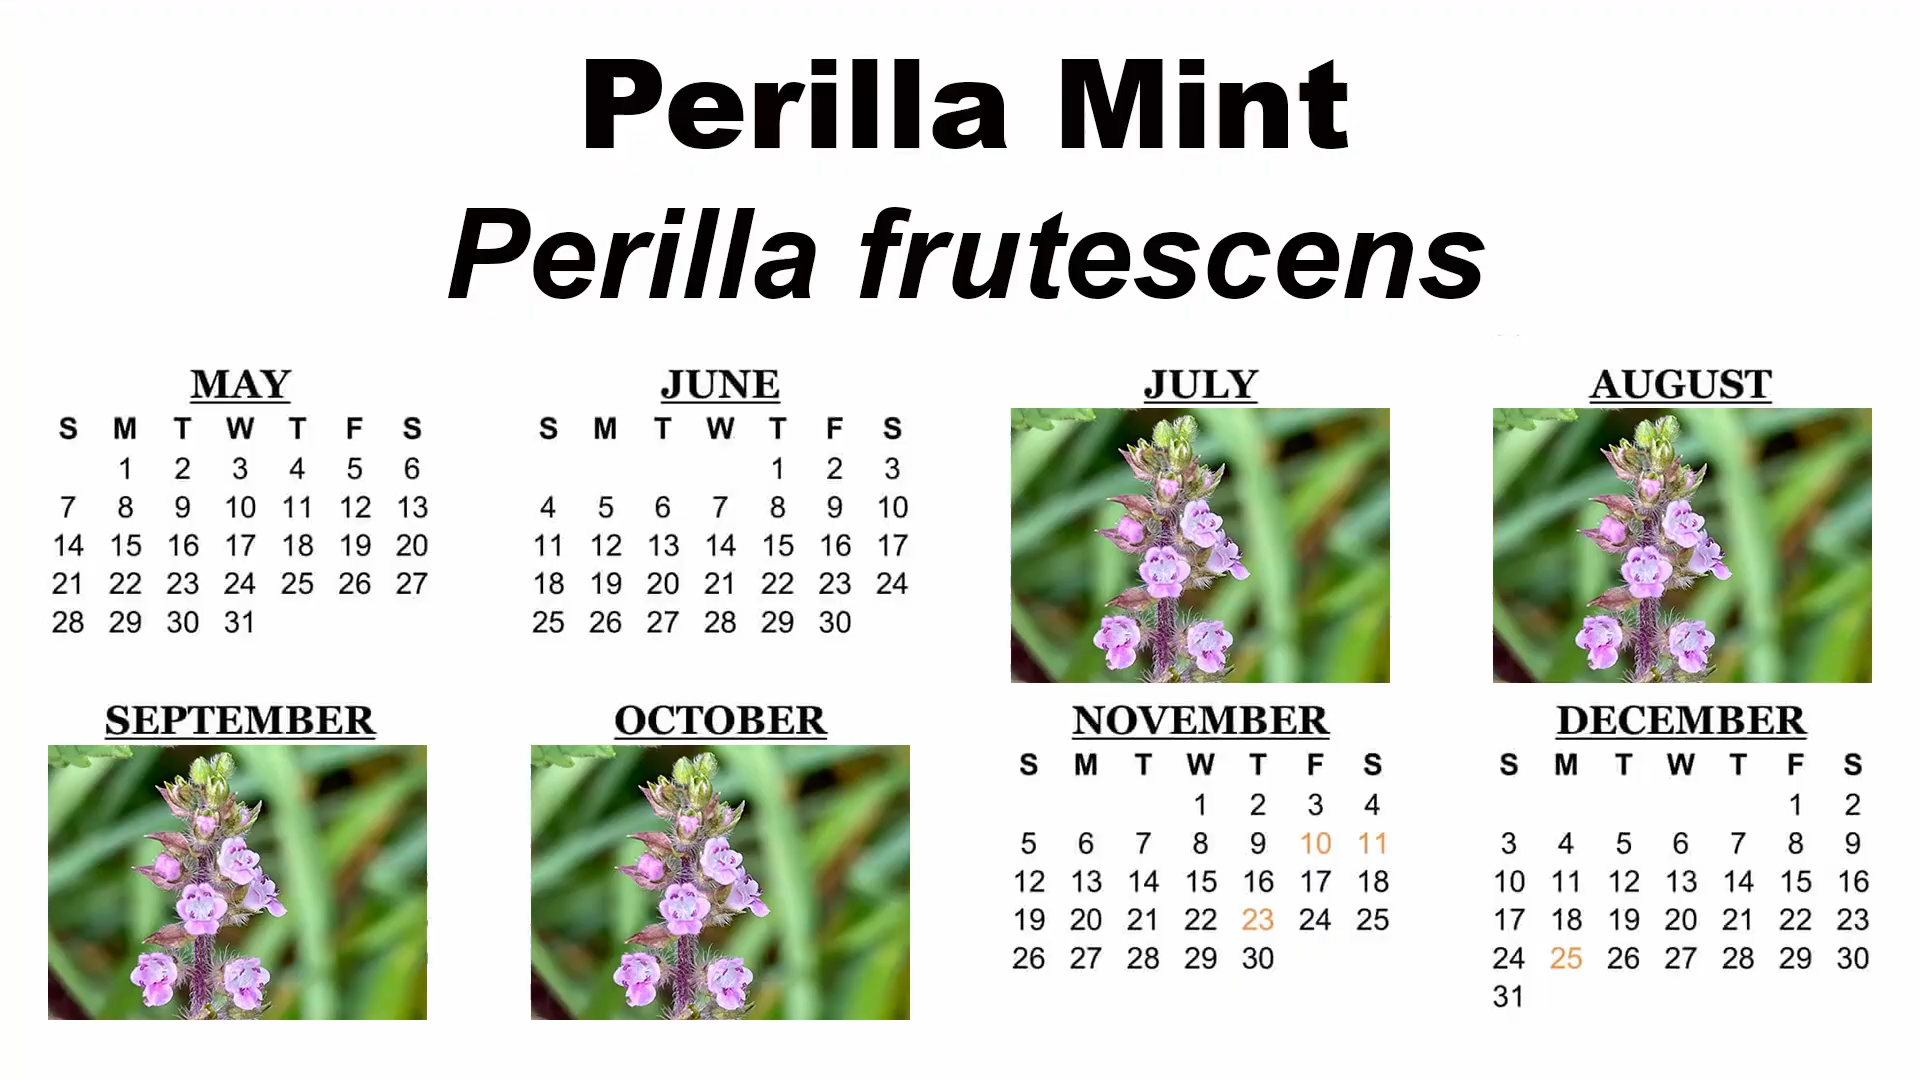 Perilla Mint
Perilla frutescens
MAY
S M T W T F S
1 2 3 4 5 6
7 8 9 10 11 12 13
14 15 16 17 18 19 20
21 22 23 24 25 26 27
28 29 30 31
JUNE
S M T W T F S
1 2 3
4 5 6 7 8 9 10
11 12 13 14 15 16 17
18 19 20 21 22 23 24
25 26 27 28 29 30
JULY
AUGUST
SEPTEMBER
OCTOBER
NOVEMBER
S M T W T F S
1 2 3 4
5 6 7 8 9 10 11
12 13 14 15 16 17 18
19 20 21 22 23 24 25
26 27 28 29 30
DECEMBER
S M T W T F S
1 2
3 4 5 6 7 8 9
10 11 12 13 14 15 16
17 18 19 20 21 22 23
24 25 26 27 28 29 30
31